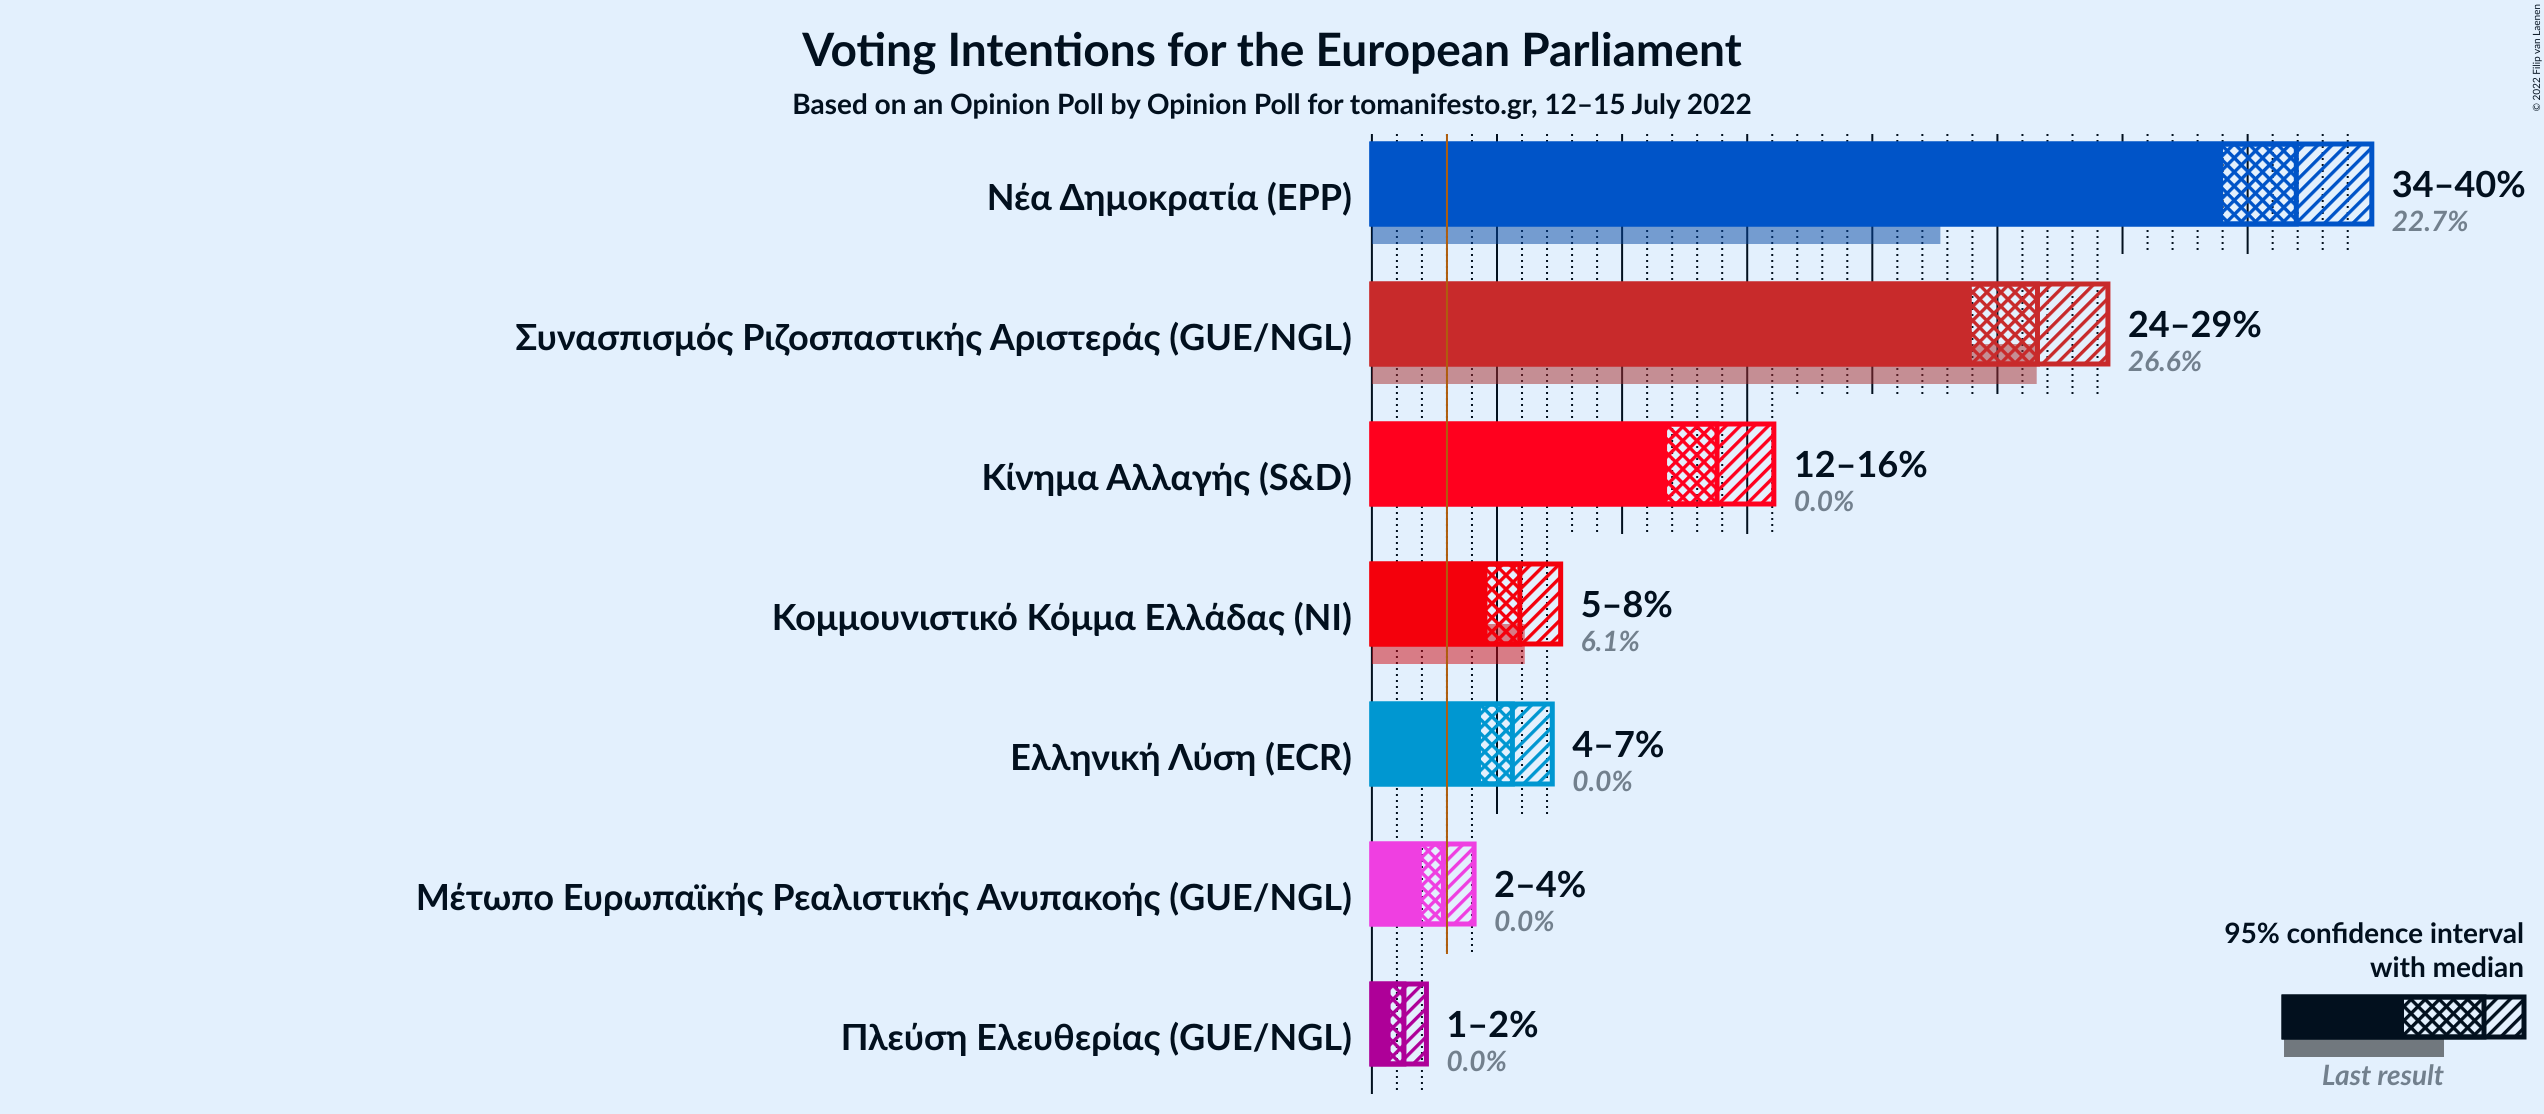 Voting Intentions for the European Parliament
Based on an Opinion Poll by Opinion Poll for tomanifesto.gr, 12–15 July 2022
© 2022 Filip van Laenen
Νέα Δημοκρατία (EPP)
34–40%
22.7%
Συνασπισμός Ριζοσπαστικής Αριστεράς (GUE/NGL)
24–29%
26.6%
Κίνημα Αλλαγής (S&D)
12–16%
0.0%
Κομμουνιστικό Κόμμα Ελλάδας (NI)
5–8%
6.1%
Ελληνική Λύση (ECR)
4–7%
0.0%
Μέτωπο Ευρωπαϊκής Ρεαλιστικής Ανυπακοής (GUE/NGL)
2–4%
0.0%
Πλεύση Ελευθερίας (GUE/NGL)
1–2%
0.0%
95% confidence interval
with median
Last result